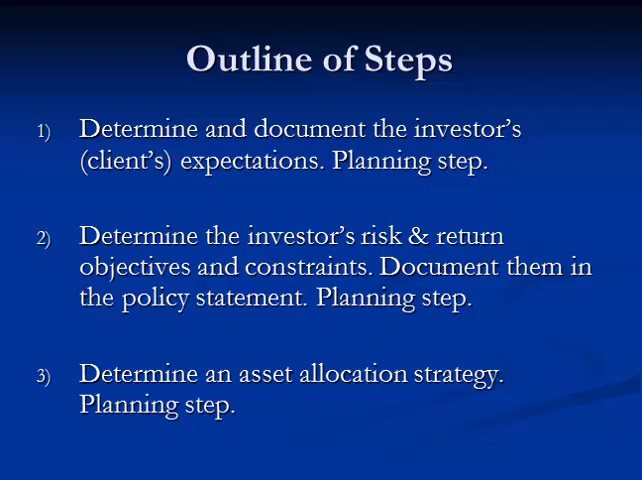 Outline of Steps
1) Determine and document the investor’s
(client’s) expectations. Planning step.
2) Determine the investor’s risk & return
objectives and constraints. Document them in
the policy statement. Planning step.
3) Determine an asset allocation strategy.
Planning step.